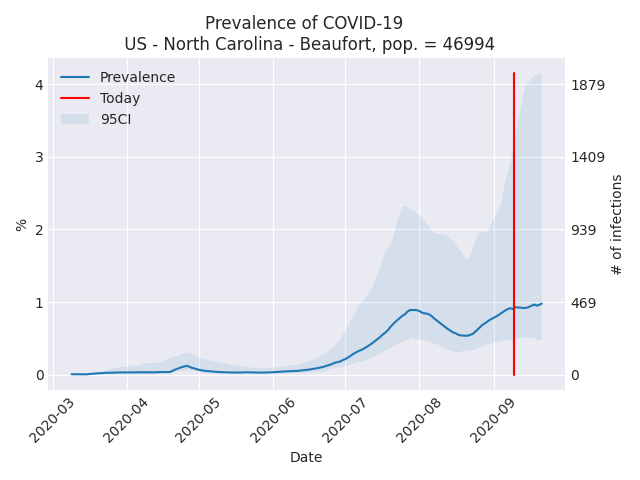 Prevalence of COVID-19
US - North Carolina - Beaufort, pop. = 46994
Prevalence
Today
95CI
4
3
2
1
0
%
1879
1409
939
469
0
# of infections
2020-03
2020-04
2020-05
2020-06
2020-07
2020-08
2020-09
Date